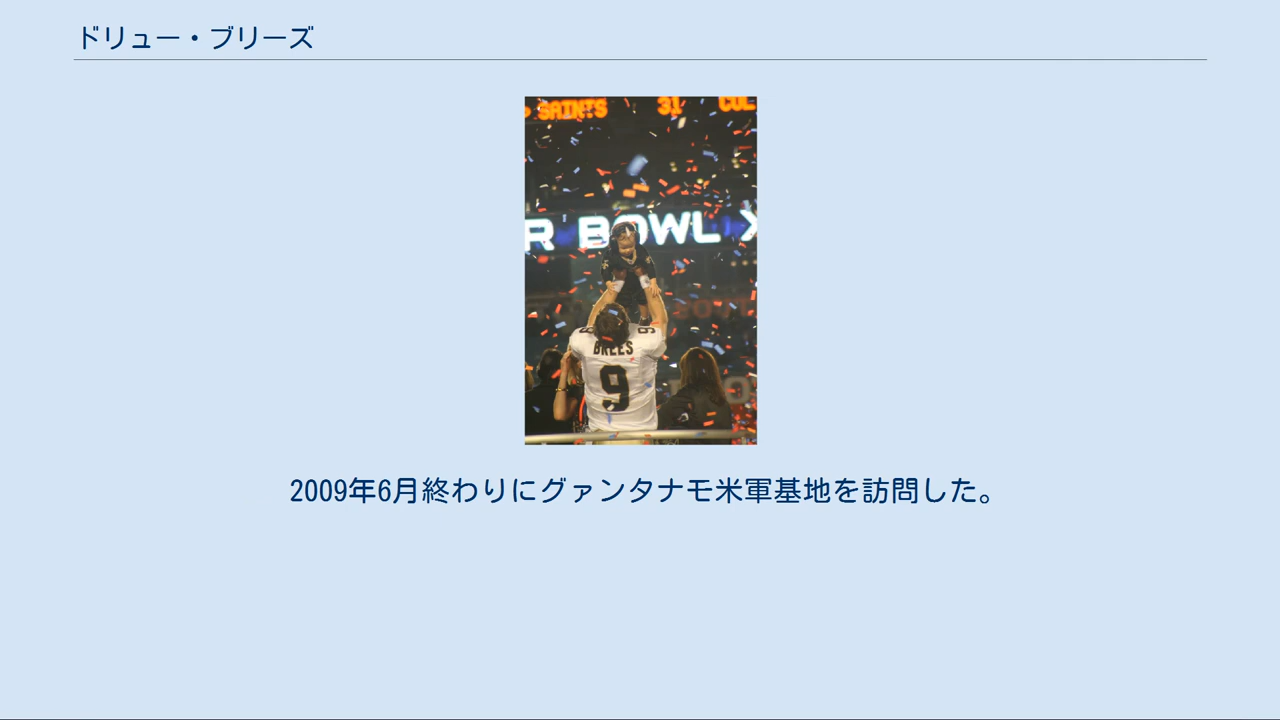 ドリュー・ブリーズ
SAINTS 31 COL
R BOWL X
BREES
9
2009年6月終わりにグァンタナモ米軍基地を訪問した。